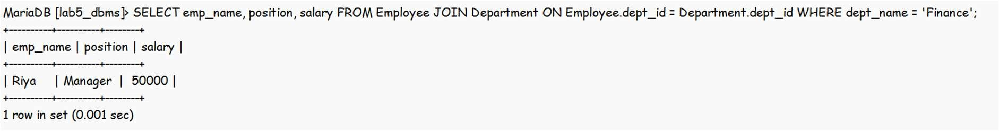 MariaDB [lab5_dbms]> SELECT emp_name, position, salary FROM Employee JOIN Department ON Employee.dept_id = Department.dept_id WHERE dept_name = 'Finance';
+----------+----------+--------+
| emp_name | position | salary |
+----------+----------+--------+
| Riya     | Manager  |  50000 |
+----------+----------+--------+
1 row in set (0.001 sec)